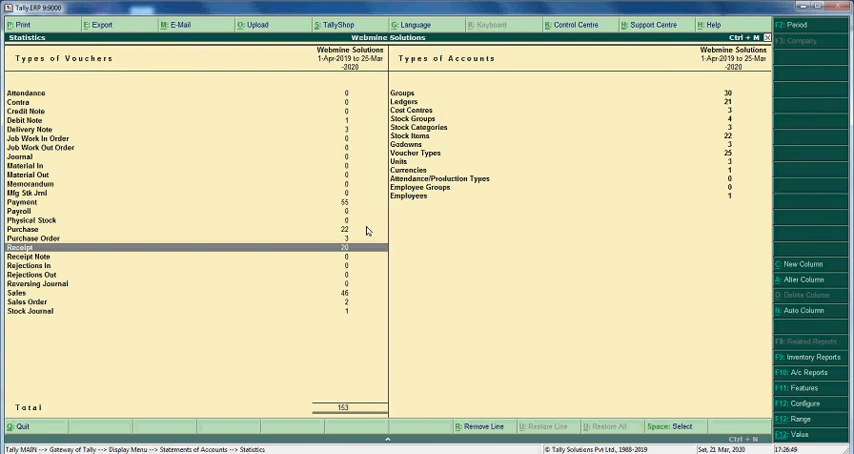 Tally.ERP 9:9000
P: Print E: Export M: E-Mail O: Upload S: TallyShop G: Language K: Keyboard K: Control Centre H: Support Centre H: Help
Statistics Webmine Solutions Ctrl + M
Types of Vouchers
Webmine Solutions
1-Apr-2019 to 25-Mar
-2020
Attendance 0
Contra 0
Credit Note 0
Debit Note 1
Delivery Note 3
Job Work In Order 0
Job Work Out Order 0
Journal 0
Material In 0
Material Out 0
Memorandum 0
Mfg Stk Jrnl 0
Payment 55
Payroll 0
Physical Stock 0
Purchase 22
Purchase Order 3
Receipt 20
Receipt Note 0
Rejections In 0
Rejections Out 0
Reversing Journal 0
Sales 46
Sales Order 2
Stock Journal 1
Total 153
Types of Accounts
Webmine Solutions
1-Apr-2019 to 25-Mar
-2020
Groups 30
Ledgers 21
Cost Centres 3
Stock Groups 4
Stock Categories 3
Stock Items 22
Godowns 3
Voucher Types 25
Units 3
Currencies 1
Attendance/Production Types 0
Employee Groups 0
Employees 1
F2: Period
F3: Company
C: New Column
A: Alter Column
D: Delete Column
N: Auto Column
F8: Related Reports
F9: Inventory Reports
F10: A/c Reports
F11: Features
F12: Configure
F12: Range
F12: Value
Q: Quit R: Remove Line U: Restore Line U: Restore All Space: Select
Ctrl + N
Tally MAIN --> Gateway of Tally --> Display Menu --> Statements of Accounts --> Statistics © Tally Solutions Pvt Ltd., 1988-2019 Sat, 21 Mar, 2030 17:26:49